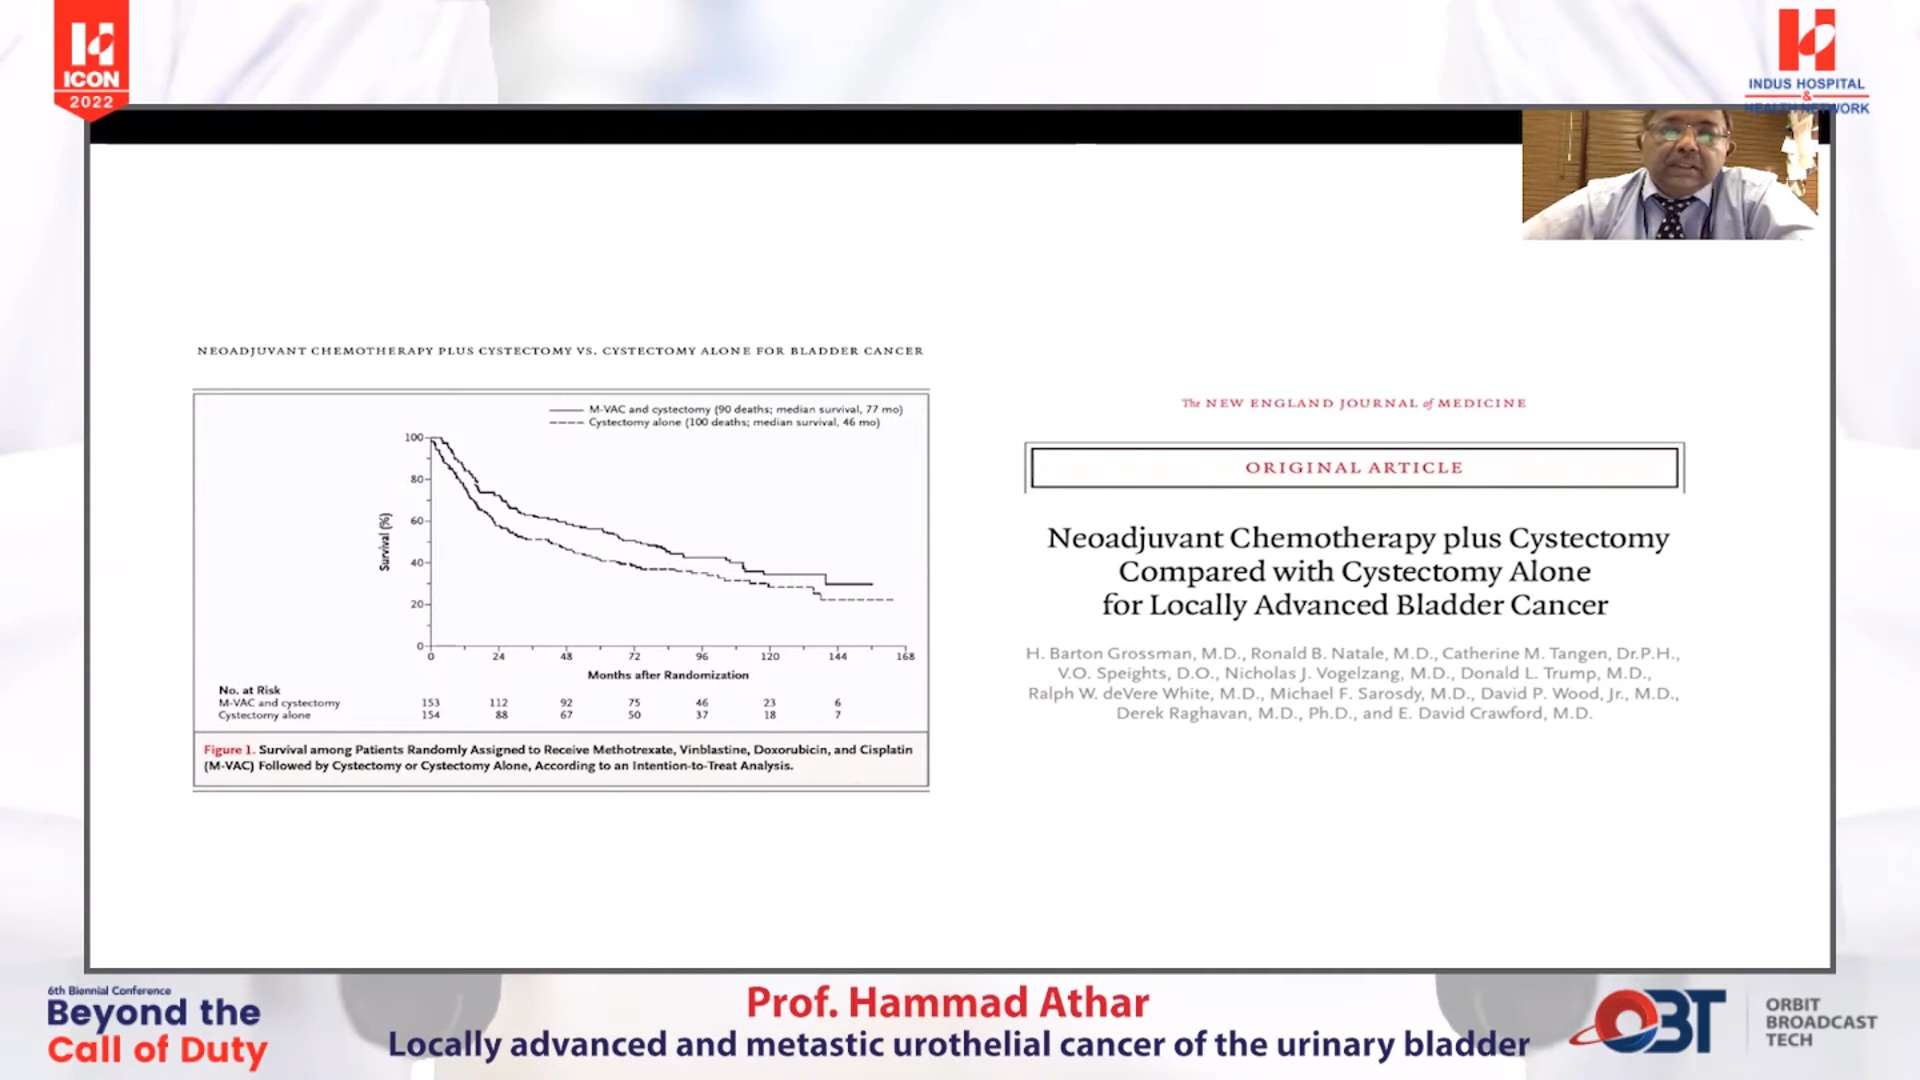 ICON
2022
INDUS HOSPITAL
&
HEALTH NETWORK
NEOADJUVANT CHEMOTHERAPY PLUS CYSTECTOMY VS. CYSTECTOMY ALONE FOR BLADDER CANCER
M-VAC and cystectomy (90 deaths; median survival, 77 mo)
Cystectomy alone (100 deaths; median survival, 46 mo)
100
80
60
40
20
0
Survival (%)
0 24 48 72 96 120 144 168
Months after Randomization
No. at Risk
M-VAC and cystectomy 153 112 92 75 46 23 6
Cystectomy alone 154 88 67 50 37 18 7
Figure 1. Survival among Patients Randomly Assigned to Receive Methotrexate, Vinblastine, Doxorubicin, and Cisplatin
(M-VAC) Followed by Cystectomy or Cystectomy Alone, According to an Intention-to-Treat Analysis.
The NEW ENGLAND JOURNAL of MEDICINE
ORIGINAL ARTICLE
Neoadjuvant Chemotherapy plus Cystectomy
Compared with Cystectomy Alone
for Locally Advanced Bladder Cancer
H. Barton Grossman, M.D., Ronald B. Natale, M.D., Catherine M. Tangen, Dr.P.H.,
V.O. Speights, D.O., Nicholas J. Vogelzang, M.D., Donald L. Trump, M.D.,
Ralph W. deVere White, M.D., Michael F. Sarosdy, M.D., David P. Wood, Jr., M.D.,
Derek Raghavan, M.D., Ph.D., and E. David Crawford, M.D.
6th Biennial Conference
Beyond the
Call of Duty
Prof. Hammad Athar
Locally advanced and metastic urothelial cancer of the urinary bladder
OBT
ORBIT
BROADCAST
TECH